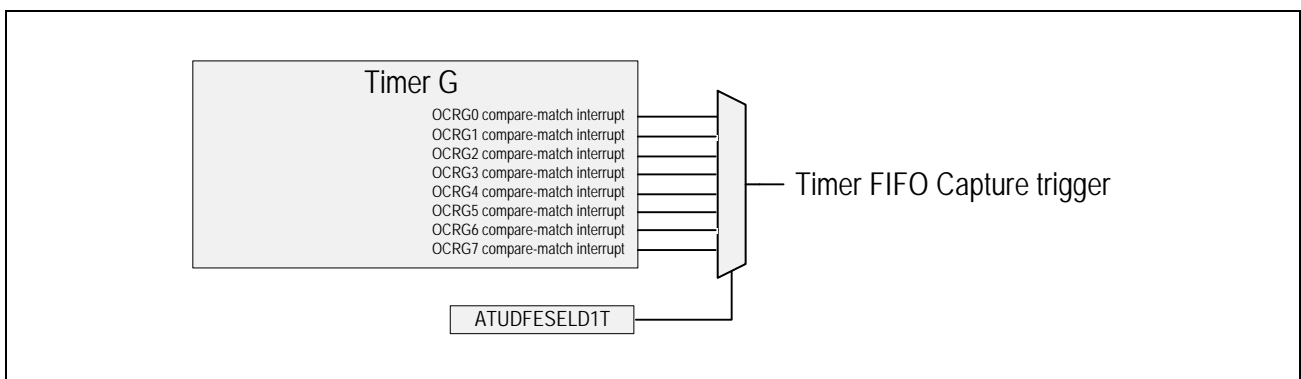 Timer G
OCRG0 compare-match interrupt
OCRG1 compare-match interrupt
OCRG2 compare-match interrupt
OCRG3 compare-match interrupt
OCRG4 compare-match interrupt
OCRG5 compare-match interrupt
OCRG6 compare-match interrupt
OCRG7 compare-match interrupt
Timer FIFO Capture trigger
ATUDFESELD1T